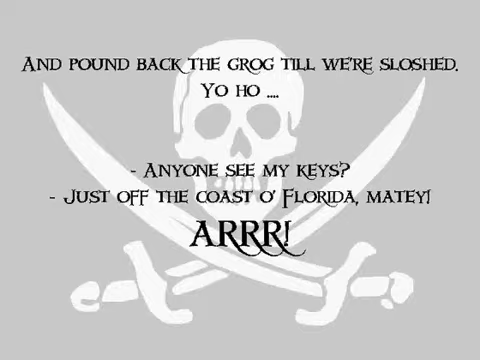 And pound back the grog till we're sloshed.
Yo ho ....
- Anyone see my keys?
- Just off the coast o' Florida, matey!
ARRR!